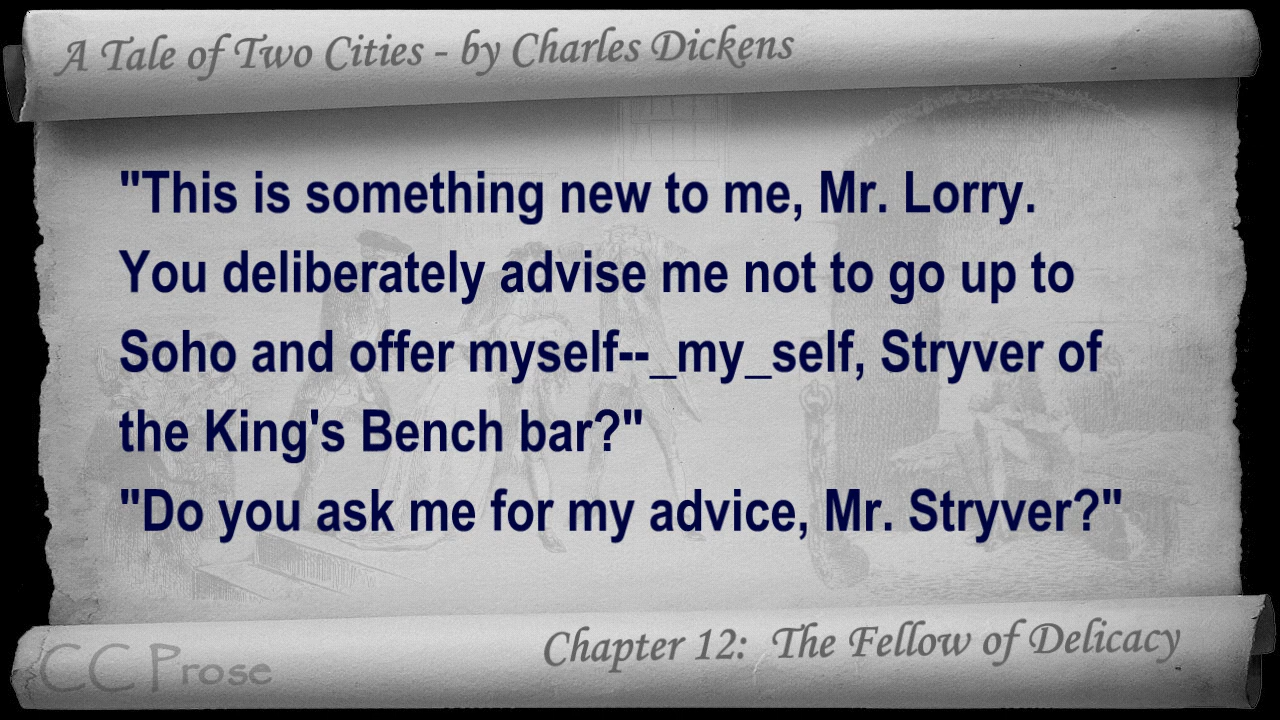 A Tale of Two Cities - by Charles Dickens
"This is something new to me, Mr. Lorry.
You deliberately advise me not to go up to
Soho and offer myself--_my_self, Stryver of
the King's Bench bar?"
"Do you ask me for my advice, Mr. Stryver?"
Chapter 12: The Fellow of Delicacy
CC Prose